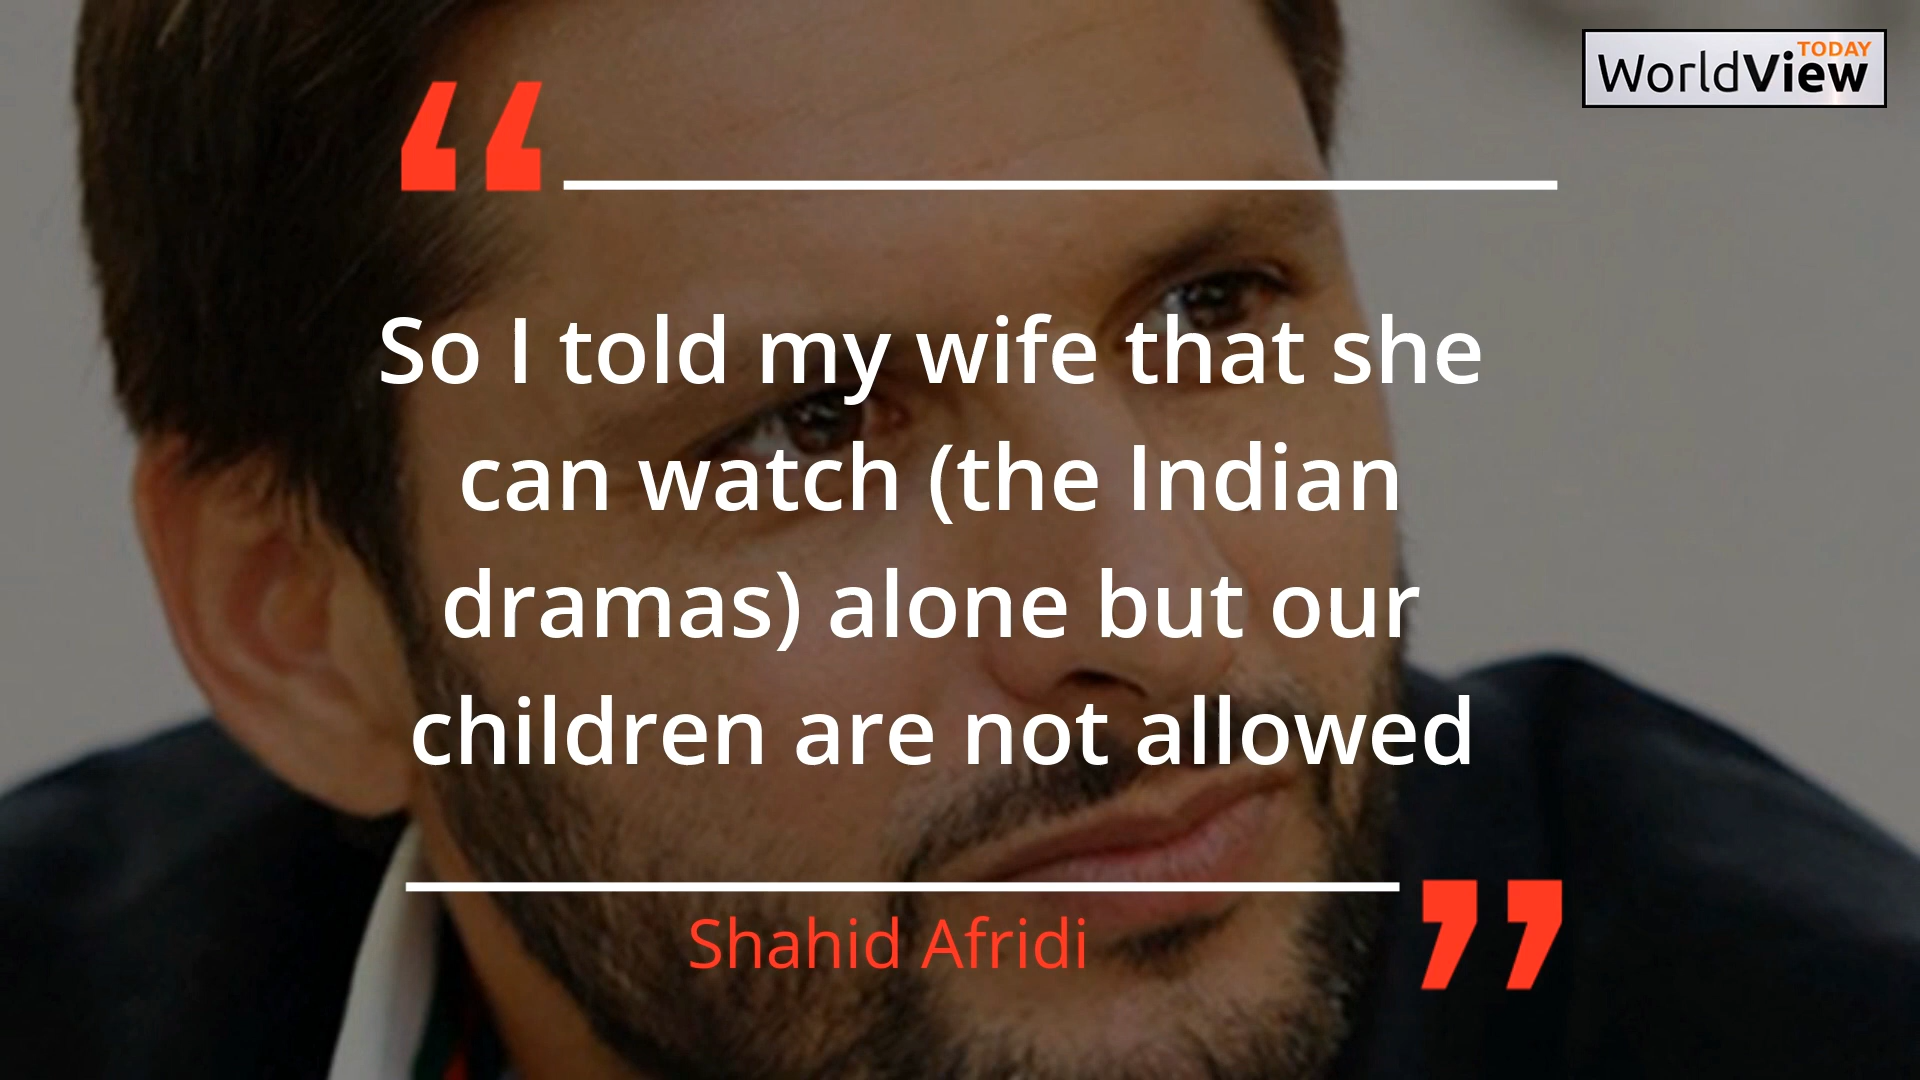 WorldView TODAY
“
So I told my wife that she
can watch (the Indian
dramas) alone but our
children are not allowed
Shahid Afridi
”